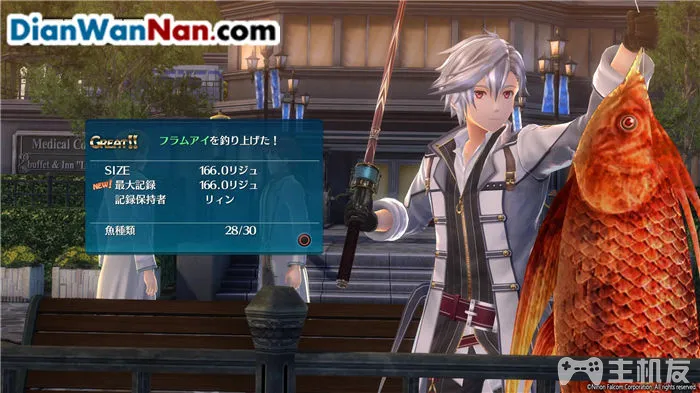 DianWanNan.com
Medical Co
Buffet & Inn
GREAT!!
フラムアイを釣り上げた！
SIZE 166.0リジュ
NEW! 最大記録 166.0リジュ
記録保持者 リィン
魚種類 28/30
主机友
©Nihon Falcom Corporation. All rights reserved.